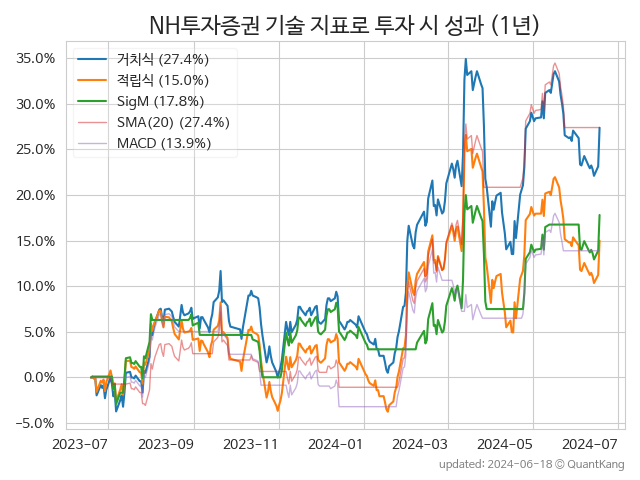 NH투자증권 기술 지표로 투자 시 성과 (1년)
거치식 (27.4%)
적립식 (15.0%)
SigM (17.8%)
SMA(20) (27.4%)
MACD (13.9%)
35.0%
30.0%
25.0%
20.0%
15.0%
10.0%
5.0%
0.0%
−5.0%
2023-07 2023-09 2023-11 2024-01 2024-03 2024-05 2024-07
updated: 2024-06-18 © QuantKang